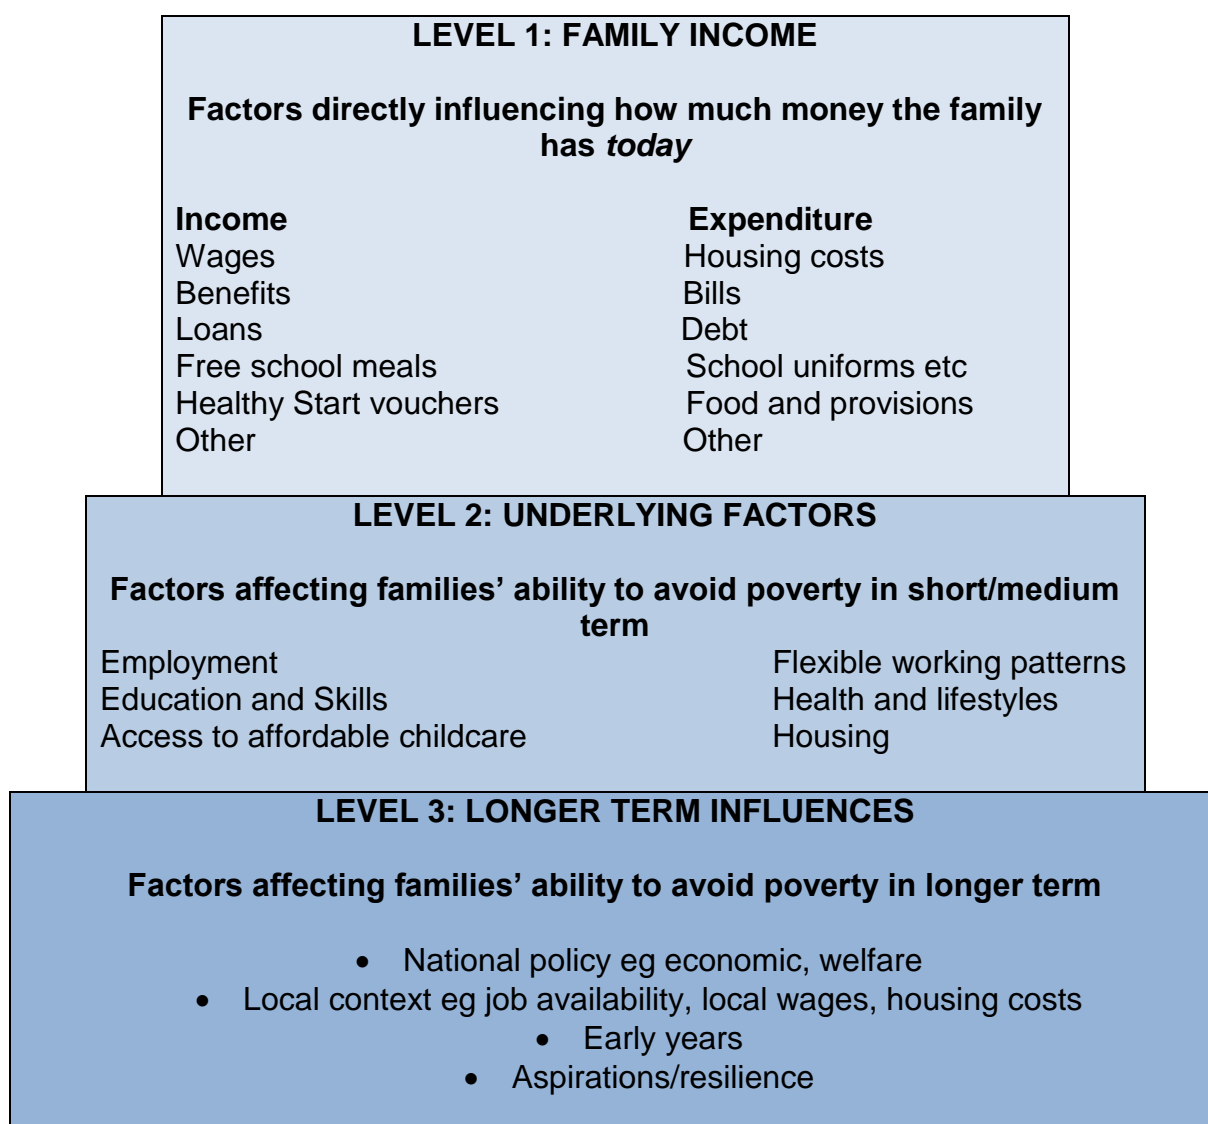 LEVEL 1: FAMILY INCOME
Factors directly influencing how much money the family
has today
Income Expenditure
Wages Housing costs
Benefits Bills
Loans Debt
Free school meals School uniforms etc
Healthy Start vouchers Food and provisions
Other Other
LEVEL 2: UNDERLYING FACTORS
Factors affecting families’ ability to avoid poverty in short/medium
term
Employment Flexible working patterns
Education and Skills Health and lifestyles
Access to affordable childcare Housing
LEVEL 3: LONGER TERM INFLUENCES
Factors affecting families’ ability to avoid poverty in longer term
• National policy eg economic, welfare
• Local context eg job availability, local wages, housing costs
• Early years
• Aspirations/resilience